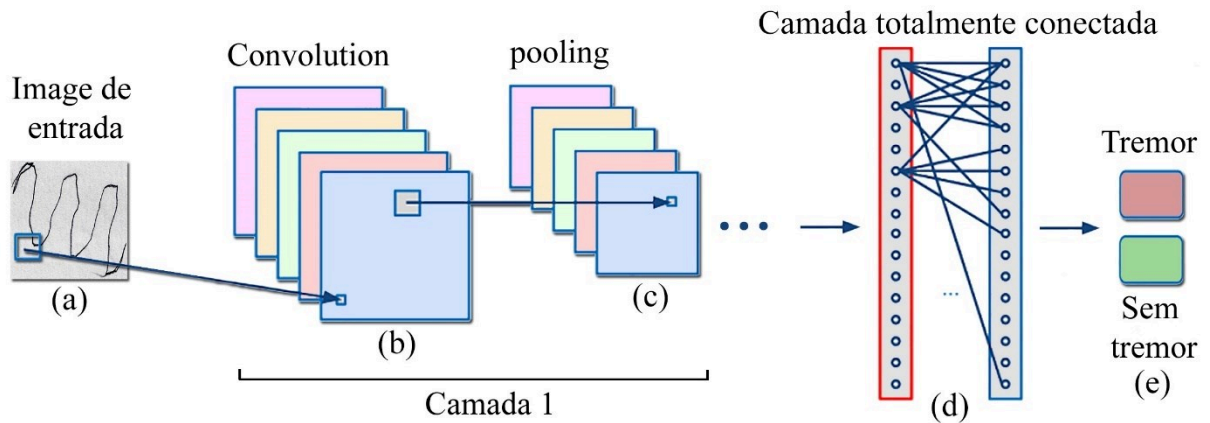 Image de
entrada
(a)
Convolution
(b)
pooling
(c)
Camada 1
Camada totalmente conectada
...
(d)
Tremor
Sem
tremor
(e)